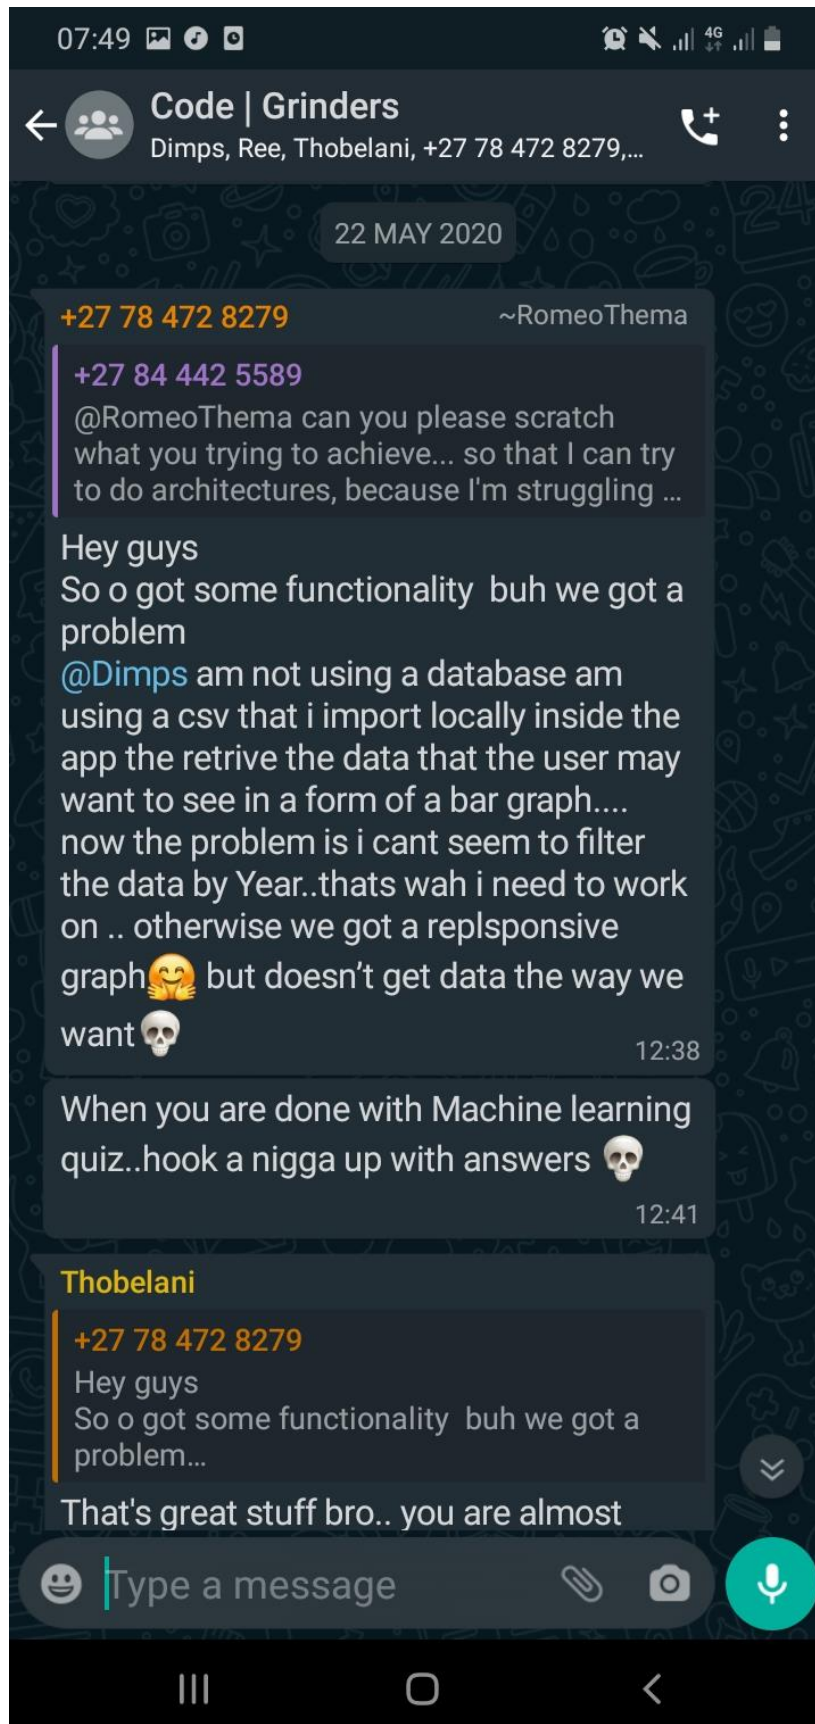 07:49
4G
Code | Grinders
Dimps, Ree, Thobelani, +27 78 472 8279,...
22 MAY 2020
+27 78 472 8279 ~RomeoThema
+27 84 442 5589
@RomeoThema can you please scratch
what you trying to achieve... so that I can try
to do architectures, because I'm struggling ...
Hey guys
So o got some functionality buh we got a
problem
@Dimps am not using a database am
using a csv that i import locally inside the
app the retrive the data that the user may
want to see in a form of a bar graph....
now the problem is i cant seem to filter
the data by Year..thats wah i need to work
on .. otherwise we got a replsponsive
graph🤗 but doesn't get data the way we
want💀
12:38
When you are done with Machine learning
quiz..hook a nigga up with answers 💀
12:41
Thobelani
+27 78 472 8279
Hey guys
So o got some functionality buh we got a
problem...
That's great stuff bro.. you are almost
Type a message